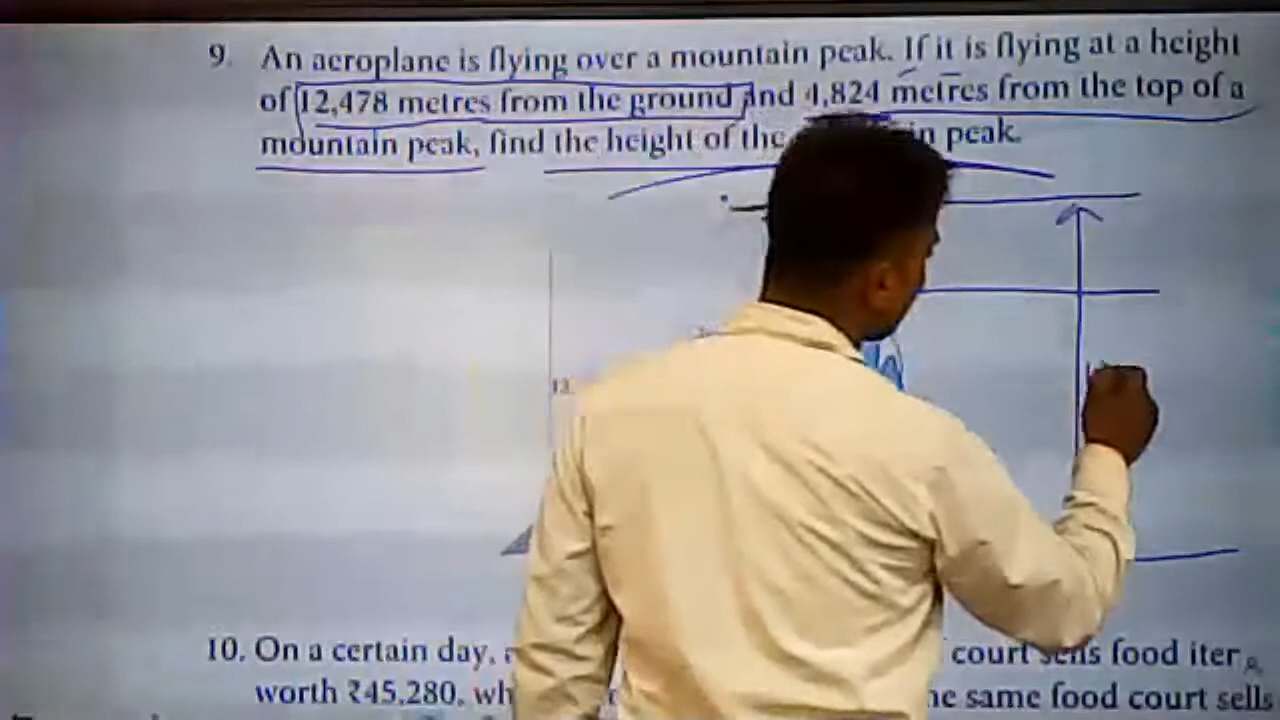 9. An aeroplane is flying over a mountain peak. If it is flying at a height
of 12,478 metres from the ground and 4,824 metres from the top of a
mountain peak, find the height of the in peak.
10. On a certain day, court sells food iter
worth ₹45,280, wh same food court sells